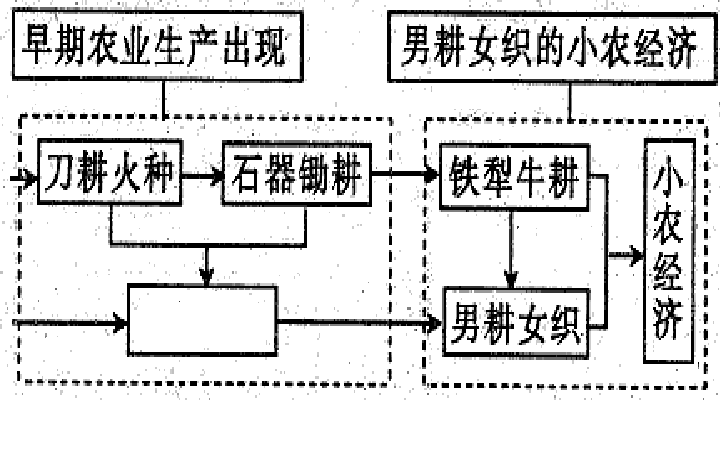 早期农业生产出现
男耕女织的小农经济
刀耕火种
石器锄耕
铁犁牛耕
男耕女织
小农经济